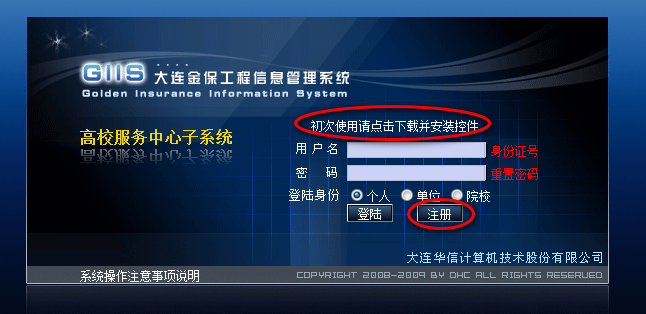 GIIS 大连金保工程信息管理系统
Golden Insurance Information System
高校服务中心子系统
初次使用请点击下载并安装控件
用 户 名 身份证号
密 码 重置密码
登陆身份 个人 单位 院校
登陆 注册
大连华信计算机技术股份有限公司
系统操作注意事项说明 COPYRIGHT 2008-2009 BY DHC ALL RIGHTS RESERVED